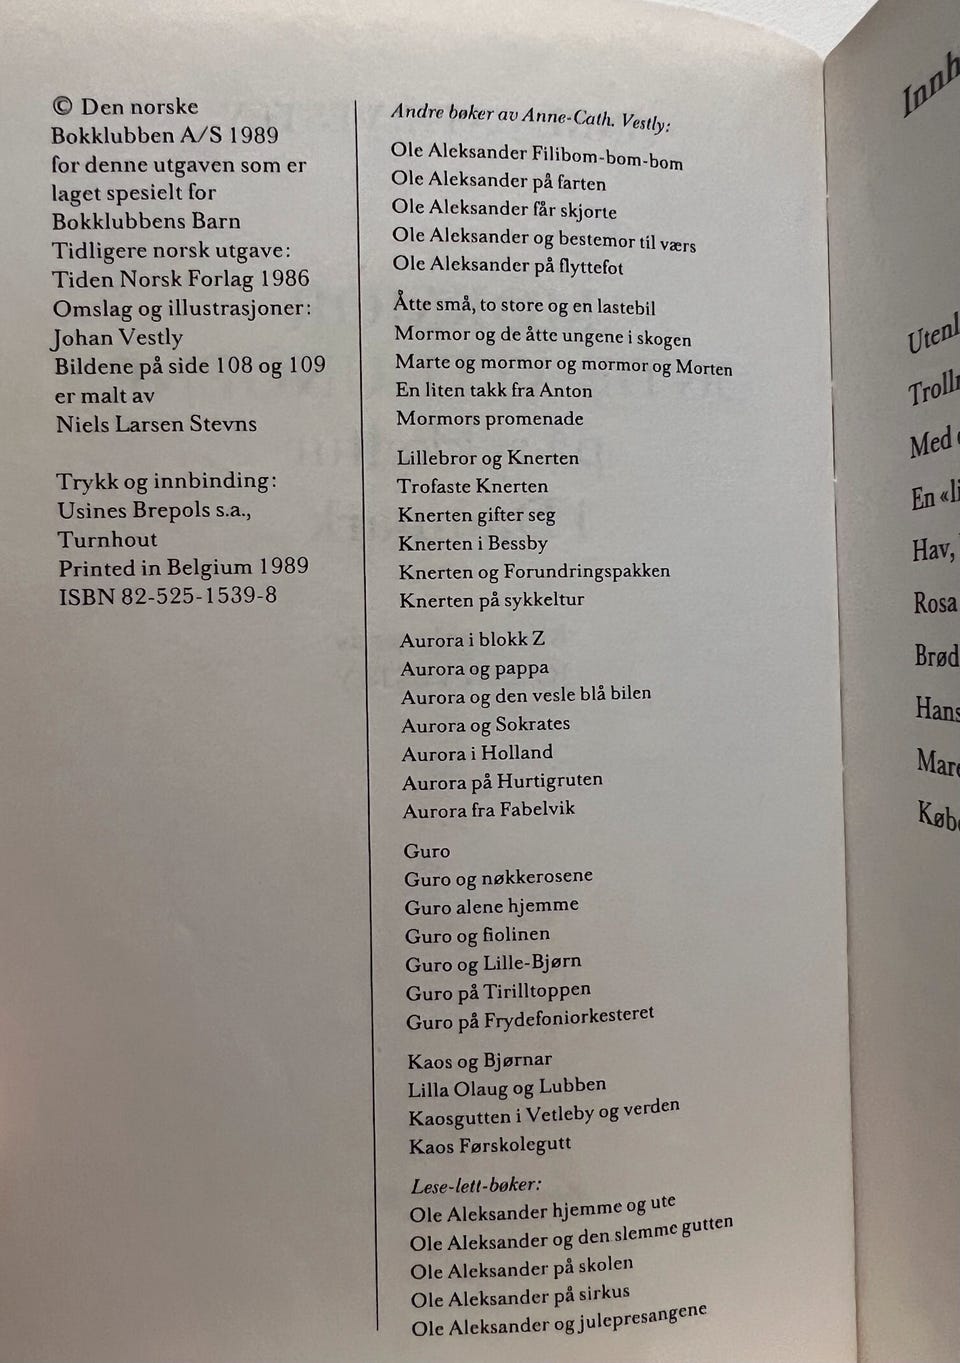 © Den norske
Bokklubben A/S 1989
for denne utgaven som er
laget spesielt for
Bokklubbens Barn
Tidligere norsk utgave:
Tiden Norsk Forlag 1986
Omslag og illustrasjoner:
Johan Vestly
Bildene på side 108 og 109
er malt av
Niels Larsen Stevns
Trykk og innbinding:
Usines Brepols s.a.,
Turnhout
Printed in Belgium 1989
ISBN 82-525-1539-8
Andre bøker av Anne-Cath. Vestly:
Ole Aleksander Filibom-bom-bom
Ole Aleksander på farten
Ole Aleksander får skjorte
Ole Aleksander og bestemor til værs
Ole Aleksander på flyttefot
Åtte små, to store og en lastebil
Mormor og de åtte ungene i skogen
Marte og mormor og mormor og Morten
En liten takk fra Anton
Mormors promenade
Lillebror og Knerten
Trofaste Knerten
Knerten gifter seg
Knerten i Bessby
Knerten og Forundringspakken
Knerten på sykkeltur
Aurora i blokk Z
Aurora og pappa
Aurora og den vesle blå bilen
Aurora og Sokrates
Aurora i Holland
Aurora på Hurtigruten
Aurora fra Fabelvik
Guro
Guro og nøkkerosene
Guro alene hjemme
Guro og fiolinen
Guro og Lille-Bjørn
Guro på Tirilltoppen
Guro på Frydefoniorkesteret
Kaos og Bjørnar
Lilla Olaug og Lubben
Kaosgutten i Vetleby og verden
Kaos Førskolegutt
Lese-lett-bøker:
Ole Aleksander hjemme og ute
Ole Aleksander og den slemme gutten
Ole Aleksander på skolen
Ole Aleksander på sirkus
Ole Aleksander og julepresangene
Med
En
Hav,
Rosa
Hans